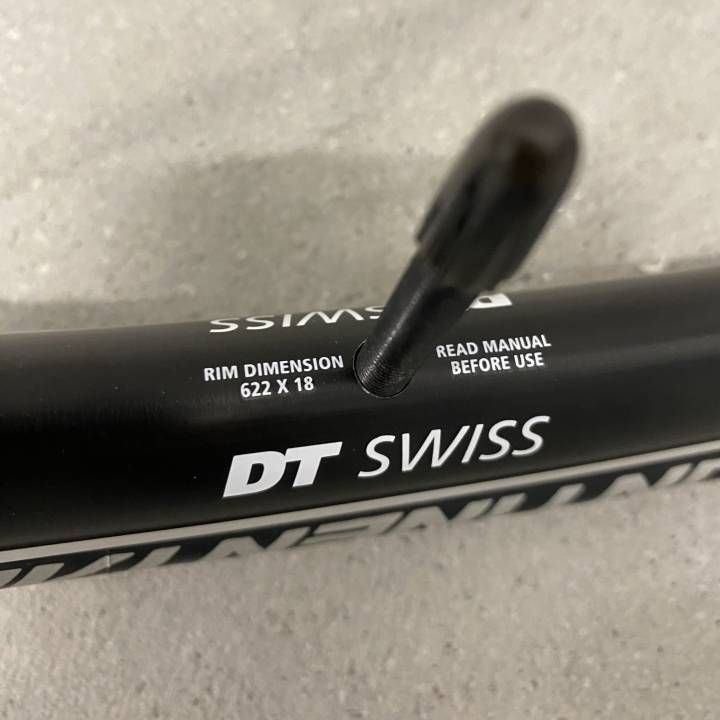 SWISS
RIM DIMENSION
622 X 18
READ MANUAL
BEFORE USE
DT SWISS